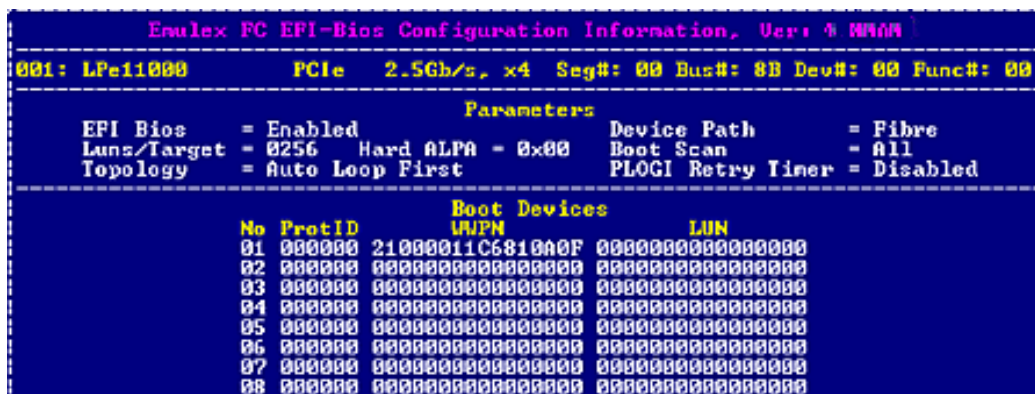 Emulex FC EFI-Bios Configuration Information, Ver:
001: LPe11000 PCIe 2.5Gb/s, x4 Seg#: 00 Bus#: 8B Dev#: 00 Func#: 00
Parameters
EFI Bios = Enabled Device Path = Fibre
Luns/Target = 0256 Hard ALPA = 0x00 Boot Scan = All
Topology = Auto Loop First PLOGI Retry Timer = Disabled
Boot Devices
No ProtID WWPN LUN
01 000000 21000011C6810A0F 0000000000000000
02 000000 0000000000000000 0000000000000000
03 000000 0000000000000000 0000000000000000
04 000000 0000000000000000 0000000000000000
05 000000 0000000000000000 0000000000000000
06 000000 0000000000000000 0000000000000000
07 000000 0000000000000000 0000000000000000
08 000000 0000000000000000 0000000000000000